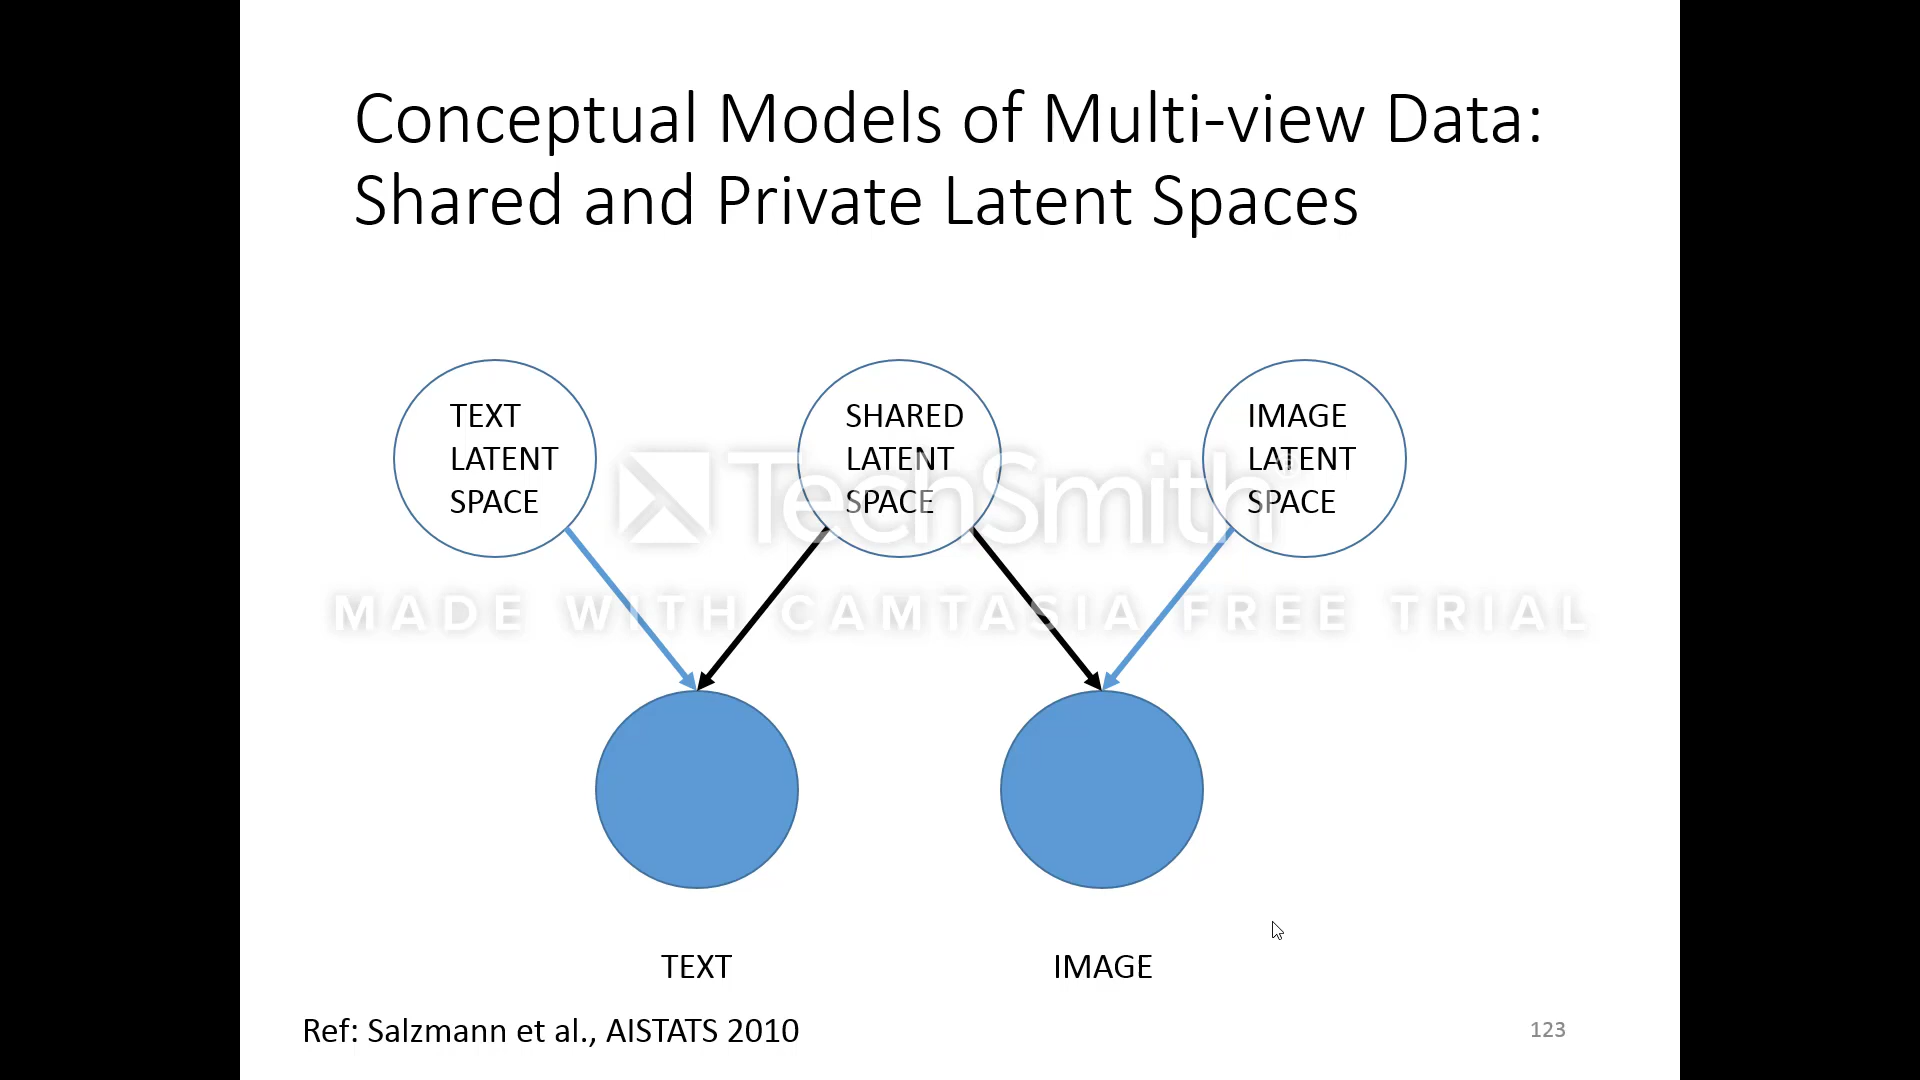 Conceptual Models of Multi-view Data:
Shared and Private Latent Spaces
TEXT
LATENT
SPACE
SHARED
LATENT
SPACE
IMAGE
LATENT
SPACE
TechSmith
MADE WITH CAMTASIA FREE TRIAL
TEXT
IMAGE
Ref: Salzmann et al., AISTATS 2010
123